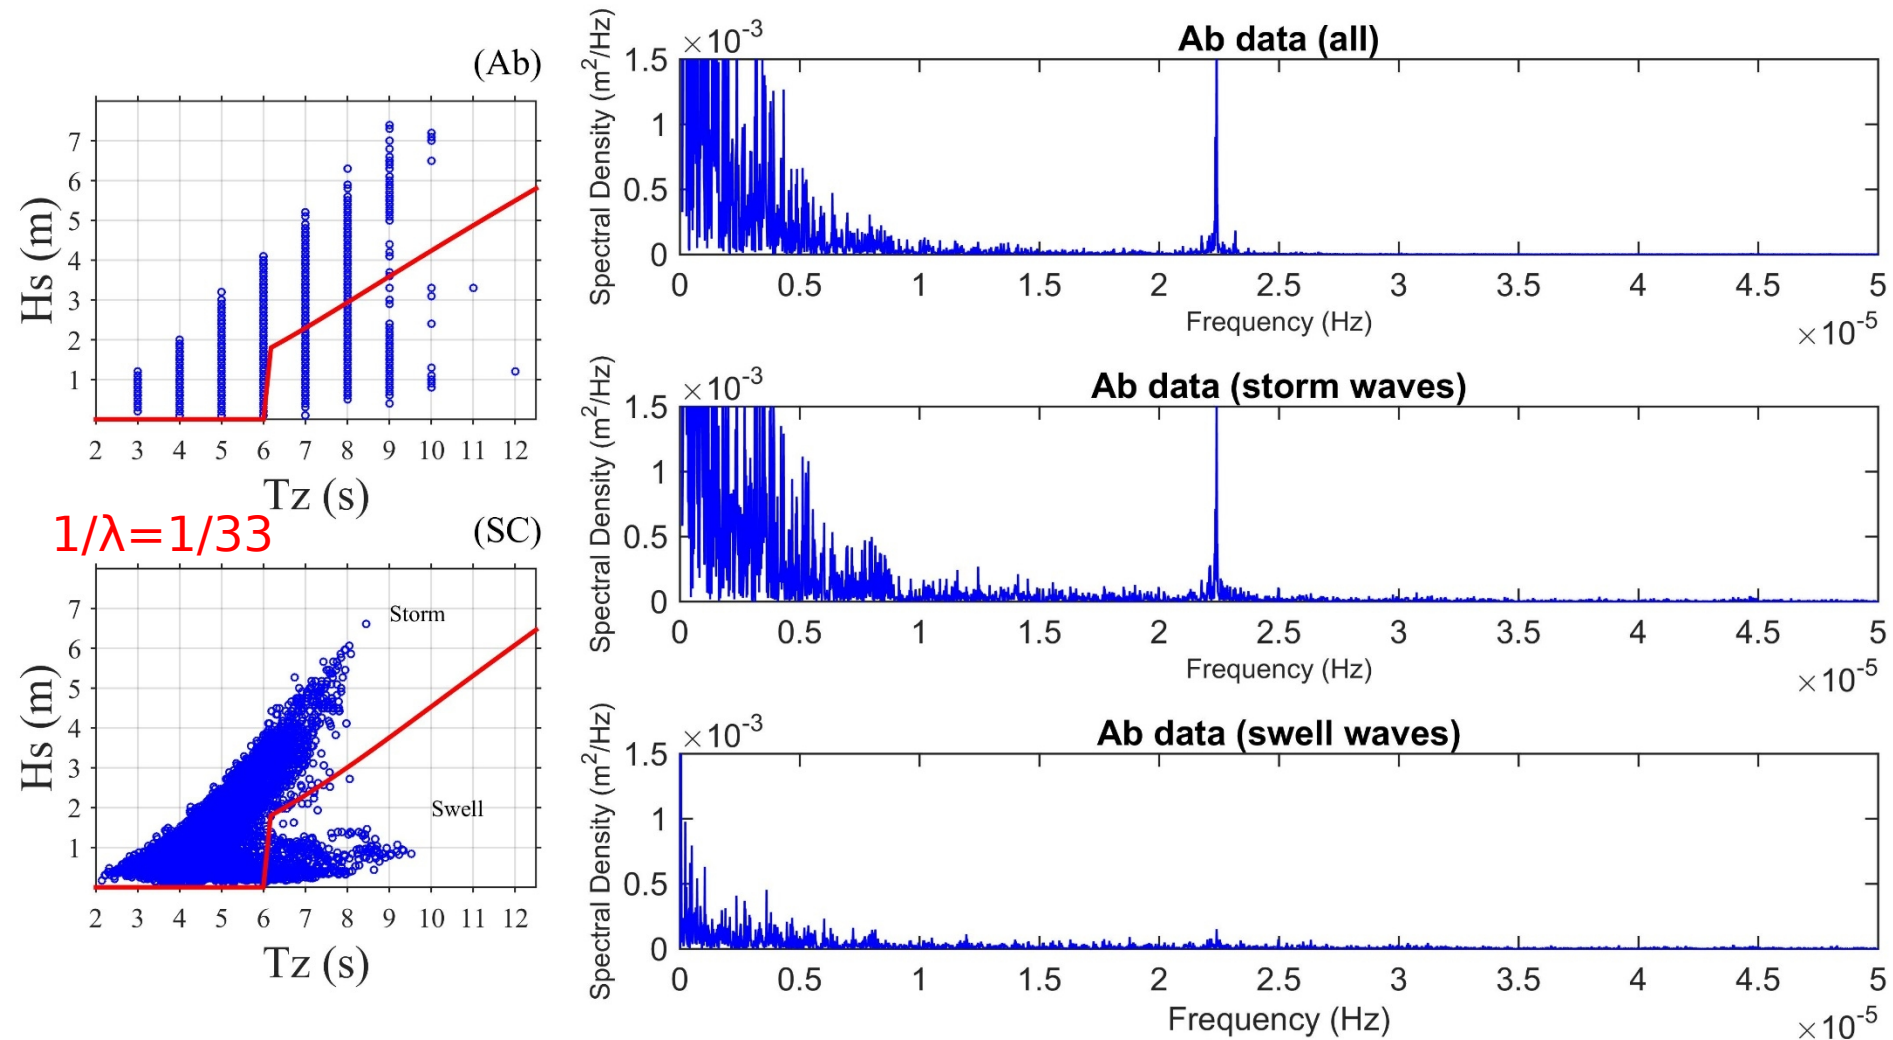 (Ab)
Hs (m)
7
6
5
4
3
2
1
2 3 4 5 6 7 8 9 10 11 12
Tz (s)
1/λ=1/33
(SC)
Hs (m)
7
6
5
4
3
2
1
Storm
Swell
2 3 4 5 6 7 8 9 10 11 12
Tz (s)
×10-3
Ab data (all)
Spectral Density (m2/Hz)
1.5
1
0.5
0
0 0.5 1 1.5 2 2.5 3 3.5 4 4.5 5
Frequency (Hz)
×10-5
×10-3
Ab data (storm waves)
Spectral Density (m2/Hz)
1.5
1
0.5
0
0 0.5 1 1.5 2 2.5 3 3.5 4 4.5 5
Frequency (Hz)
×10-5
×10-3
Ab data (swell waves)
Spectral Density (m2/Hz)
1.5
1
0.5
0
0 0.5 1 1.5 2 2.5 3 3.5 4 4.5 5
Frequency (Hz)
×10-5